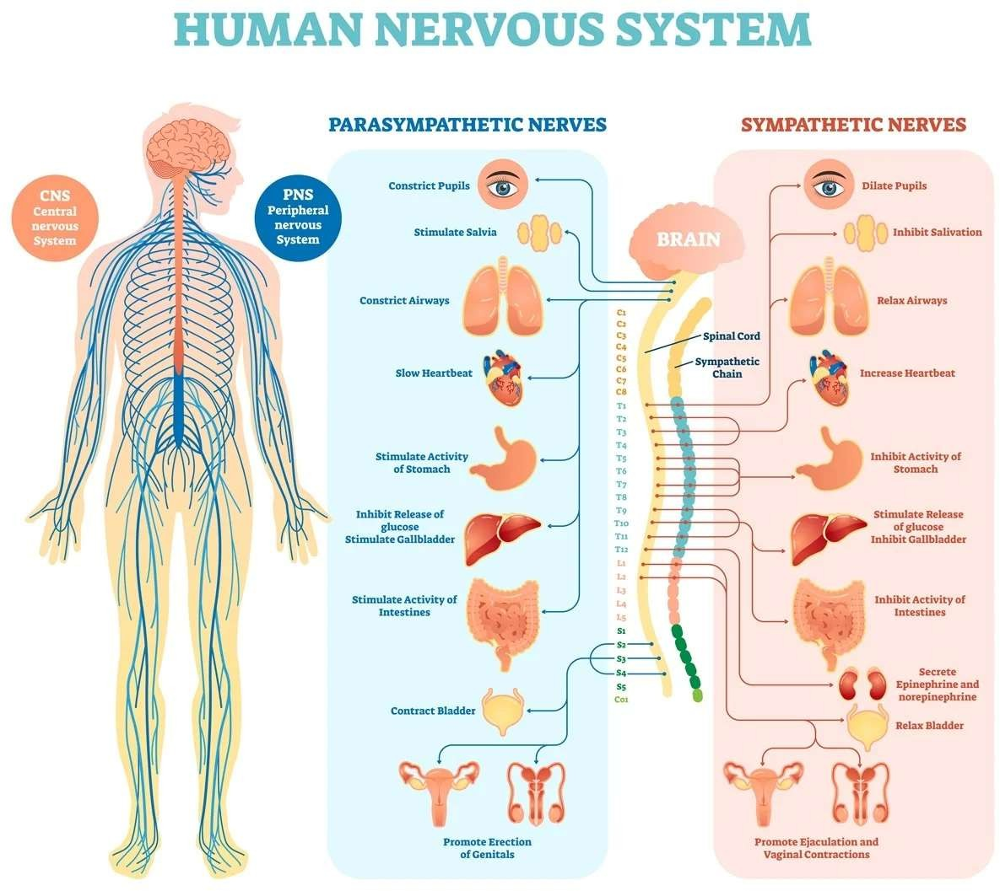 HUMAN NERVOUS SYSTEM
CNS
Central
nervous
System
PNS
Peripheral
nervous
System
PARASYMPATHETIC NERVES
Constrict Pupils
Stimulate Salvia
Constrict Airways
Slow Heartbeat
Stimulate Activity
of Stomach
Inhibit Release of
glucose
Stimulate Gallbladder
Stimulate Activity of
Intestines
Contract Bladder
Promote Erection
of Genitals
BRAIN
Spinal Cord
Sympathetic
Chain
C1
C2
C3
C4
C5
C6
C7
C8
T1
T2
T3
T4
T5
T6
T7
T8
T9
T10
T11
T12
L1
L2
L3
L4
L5
S1
S2
S3
S4
S5
Co1
SYMPATHETIC NERVES
Dilate Pupils
Inhibit Salivation
Relax Airways
Increase Heartbeat
Inhibit Activity of
Stomach
Stimulate Release
of glucose
Inhibit Gallbladder
Inhibit Activity of
Intestines
Secrete
Epinephrine and
norepinephrine
Relax Bladder
Promote Ejaculation and
Vaginal Contractions